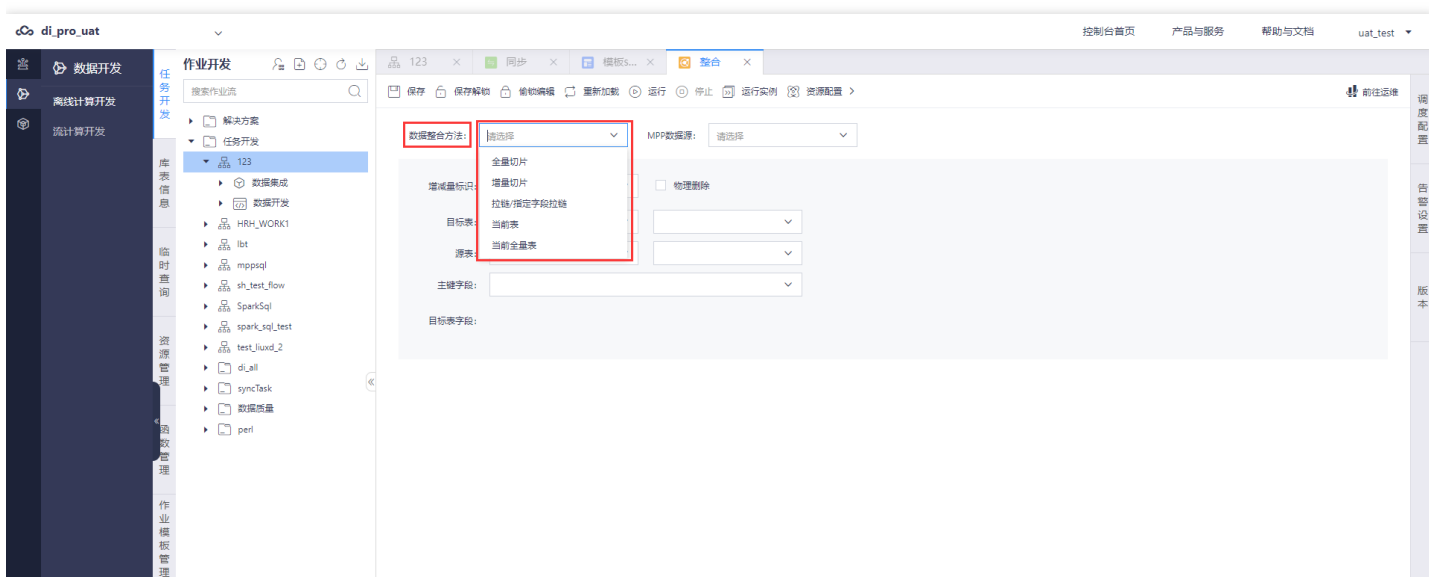 di_pro_uat
控制台首页 产品与服务 帮助与文档 uat_test
数据开发
离线计算开发
流计算开发
任务开发
库表信息
临时查询
资源管理
函数管理
作业模板管理
作业开发
搜索作业流
解决方案
任务开发
123
数据集成
数据开发
HRH_WORK1
lbt
mppsql
sh_test_flow
SparkSql
spark_sql_test
test_liuxd_2
di_all
syncTask
数据质量
perl
123 同步 模板s... 整合
保存 保存解锁 偷锁编辑 重新加载 运行 停止 运行实例 资源配置 前往运维
数据整合方法: 请选择 MPP数据源: 请选择
全量切片
增量切片
拉链/指定字段拉链
当前表
当前全量表
增减量标识: 物理删除
目标表:
源表:
主键字段:
目标表字段:
调度配置
告警设置
版本